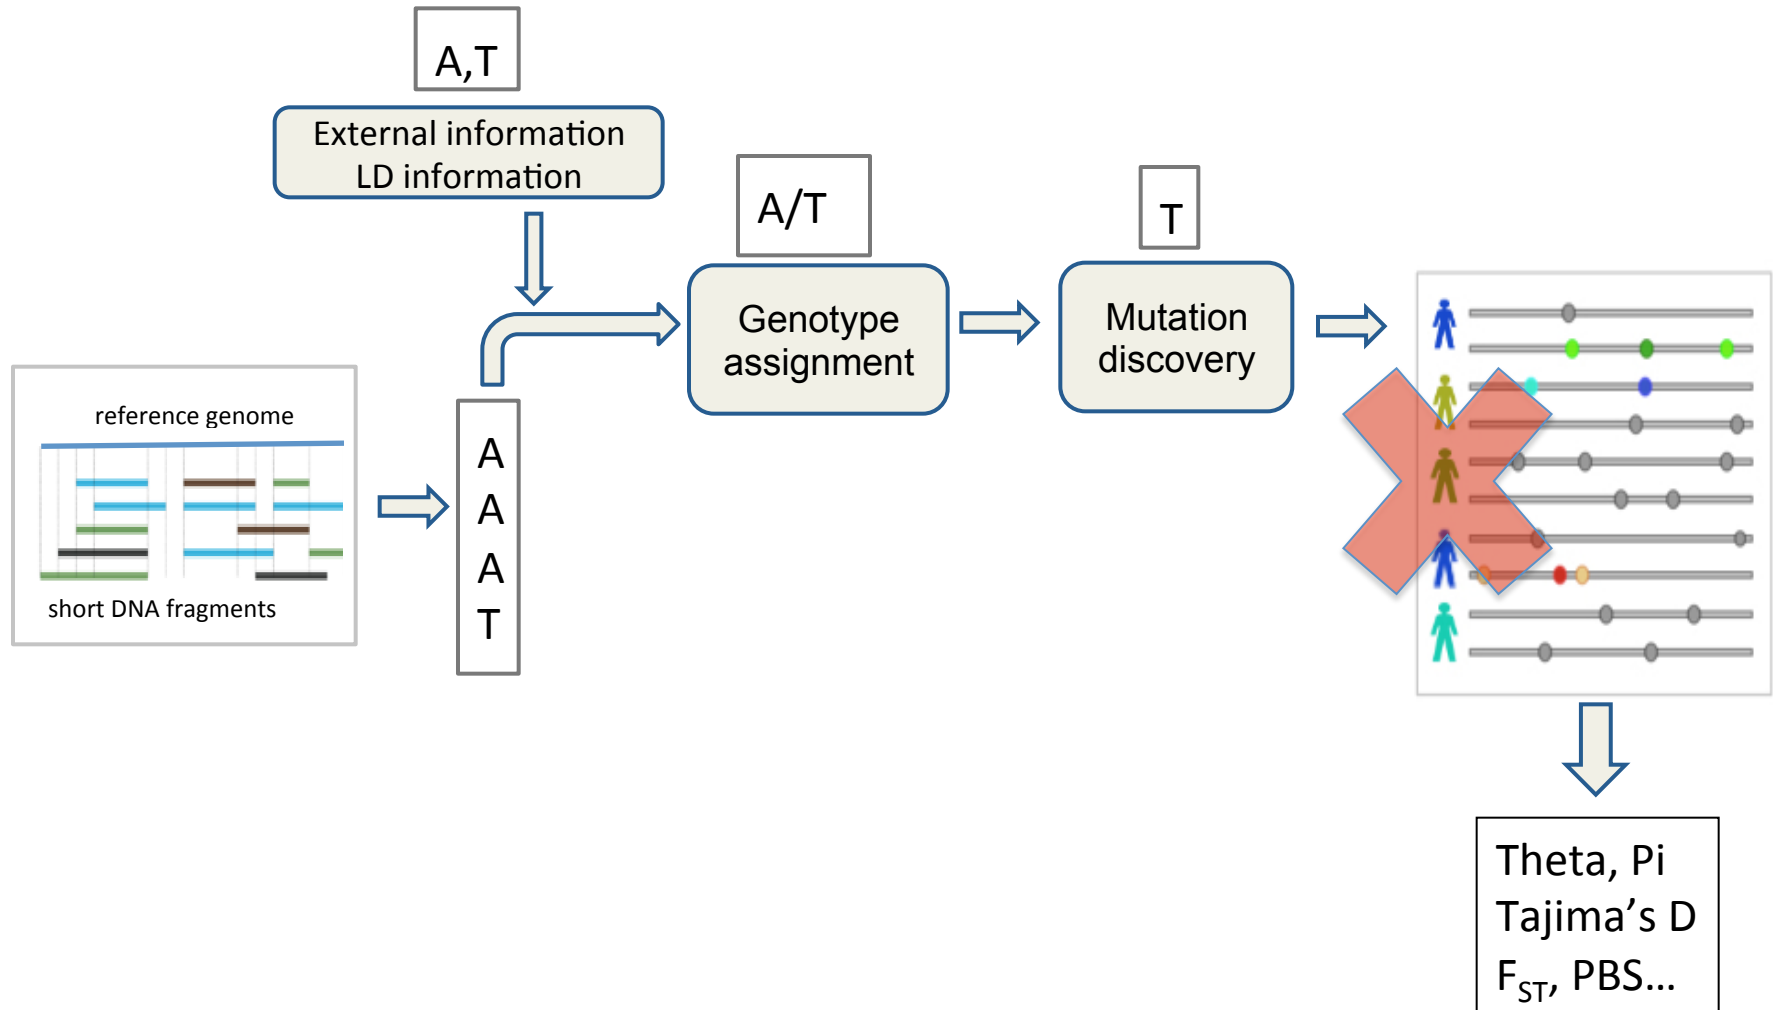 A,T
External information
LD information
A/T
T
Genotype
assignment
Mutation
discovery
reference genome
short DNA fragments
A
A
A
T
Theta, Pi
Tajima’s D
FST, PBS…